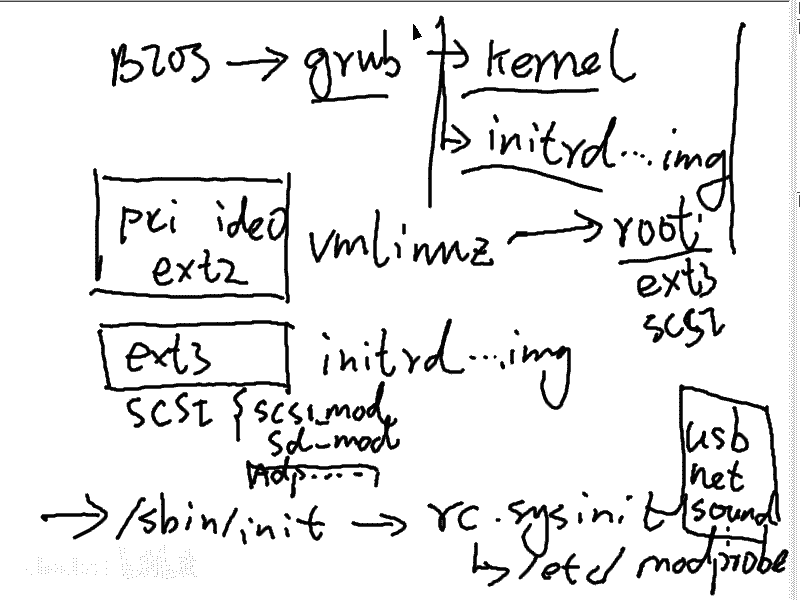 BIOS → grub → kernel
→ initrd....img
pci ide0
ext2
vmlinuz → root:
ext3
scsi
ext3 initrd....img
SCSI { scsi_mod
sd_mod
usb
net
sound
→ /sbin/init → rc.sysinit
↳ /etc/ modprobe